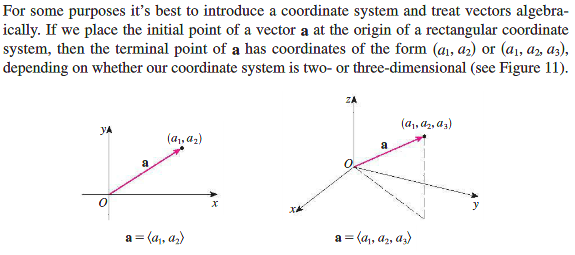 For some purposes it’s best to introduce a coordinate system and treat vectors algebra-
ically. If we place the initial point of a vector a at the origin of a rectangular coordinate
system, then the terminal point of a has coordinates of the form (a₁, a₂) or (a₁, a₂, a₃),
depending on whether our coordinate system is two- or three-dimensional (see Figure 11).
y
(a₁, a₂)
a
O
x
a = ⟨a₁, a₂⟩
z
(a₁, a₂, a₃)
a
O
x
y
a = ⟨a₁, a₂, a₃⟩